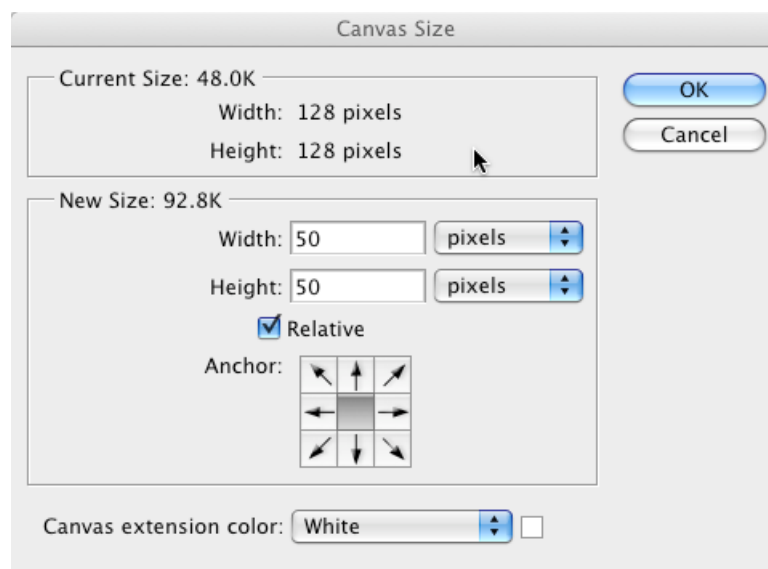 Canvas Size
Current Size: 48.0K
Width: 128 pixels
Height: 128 pixels
OK
Cancel
New Size: 92.8K
Width: 50 pixels
Height: 50 pixels
Relative
Anchor:
Canvas extension color: White